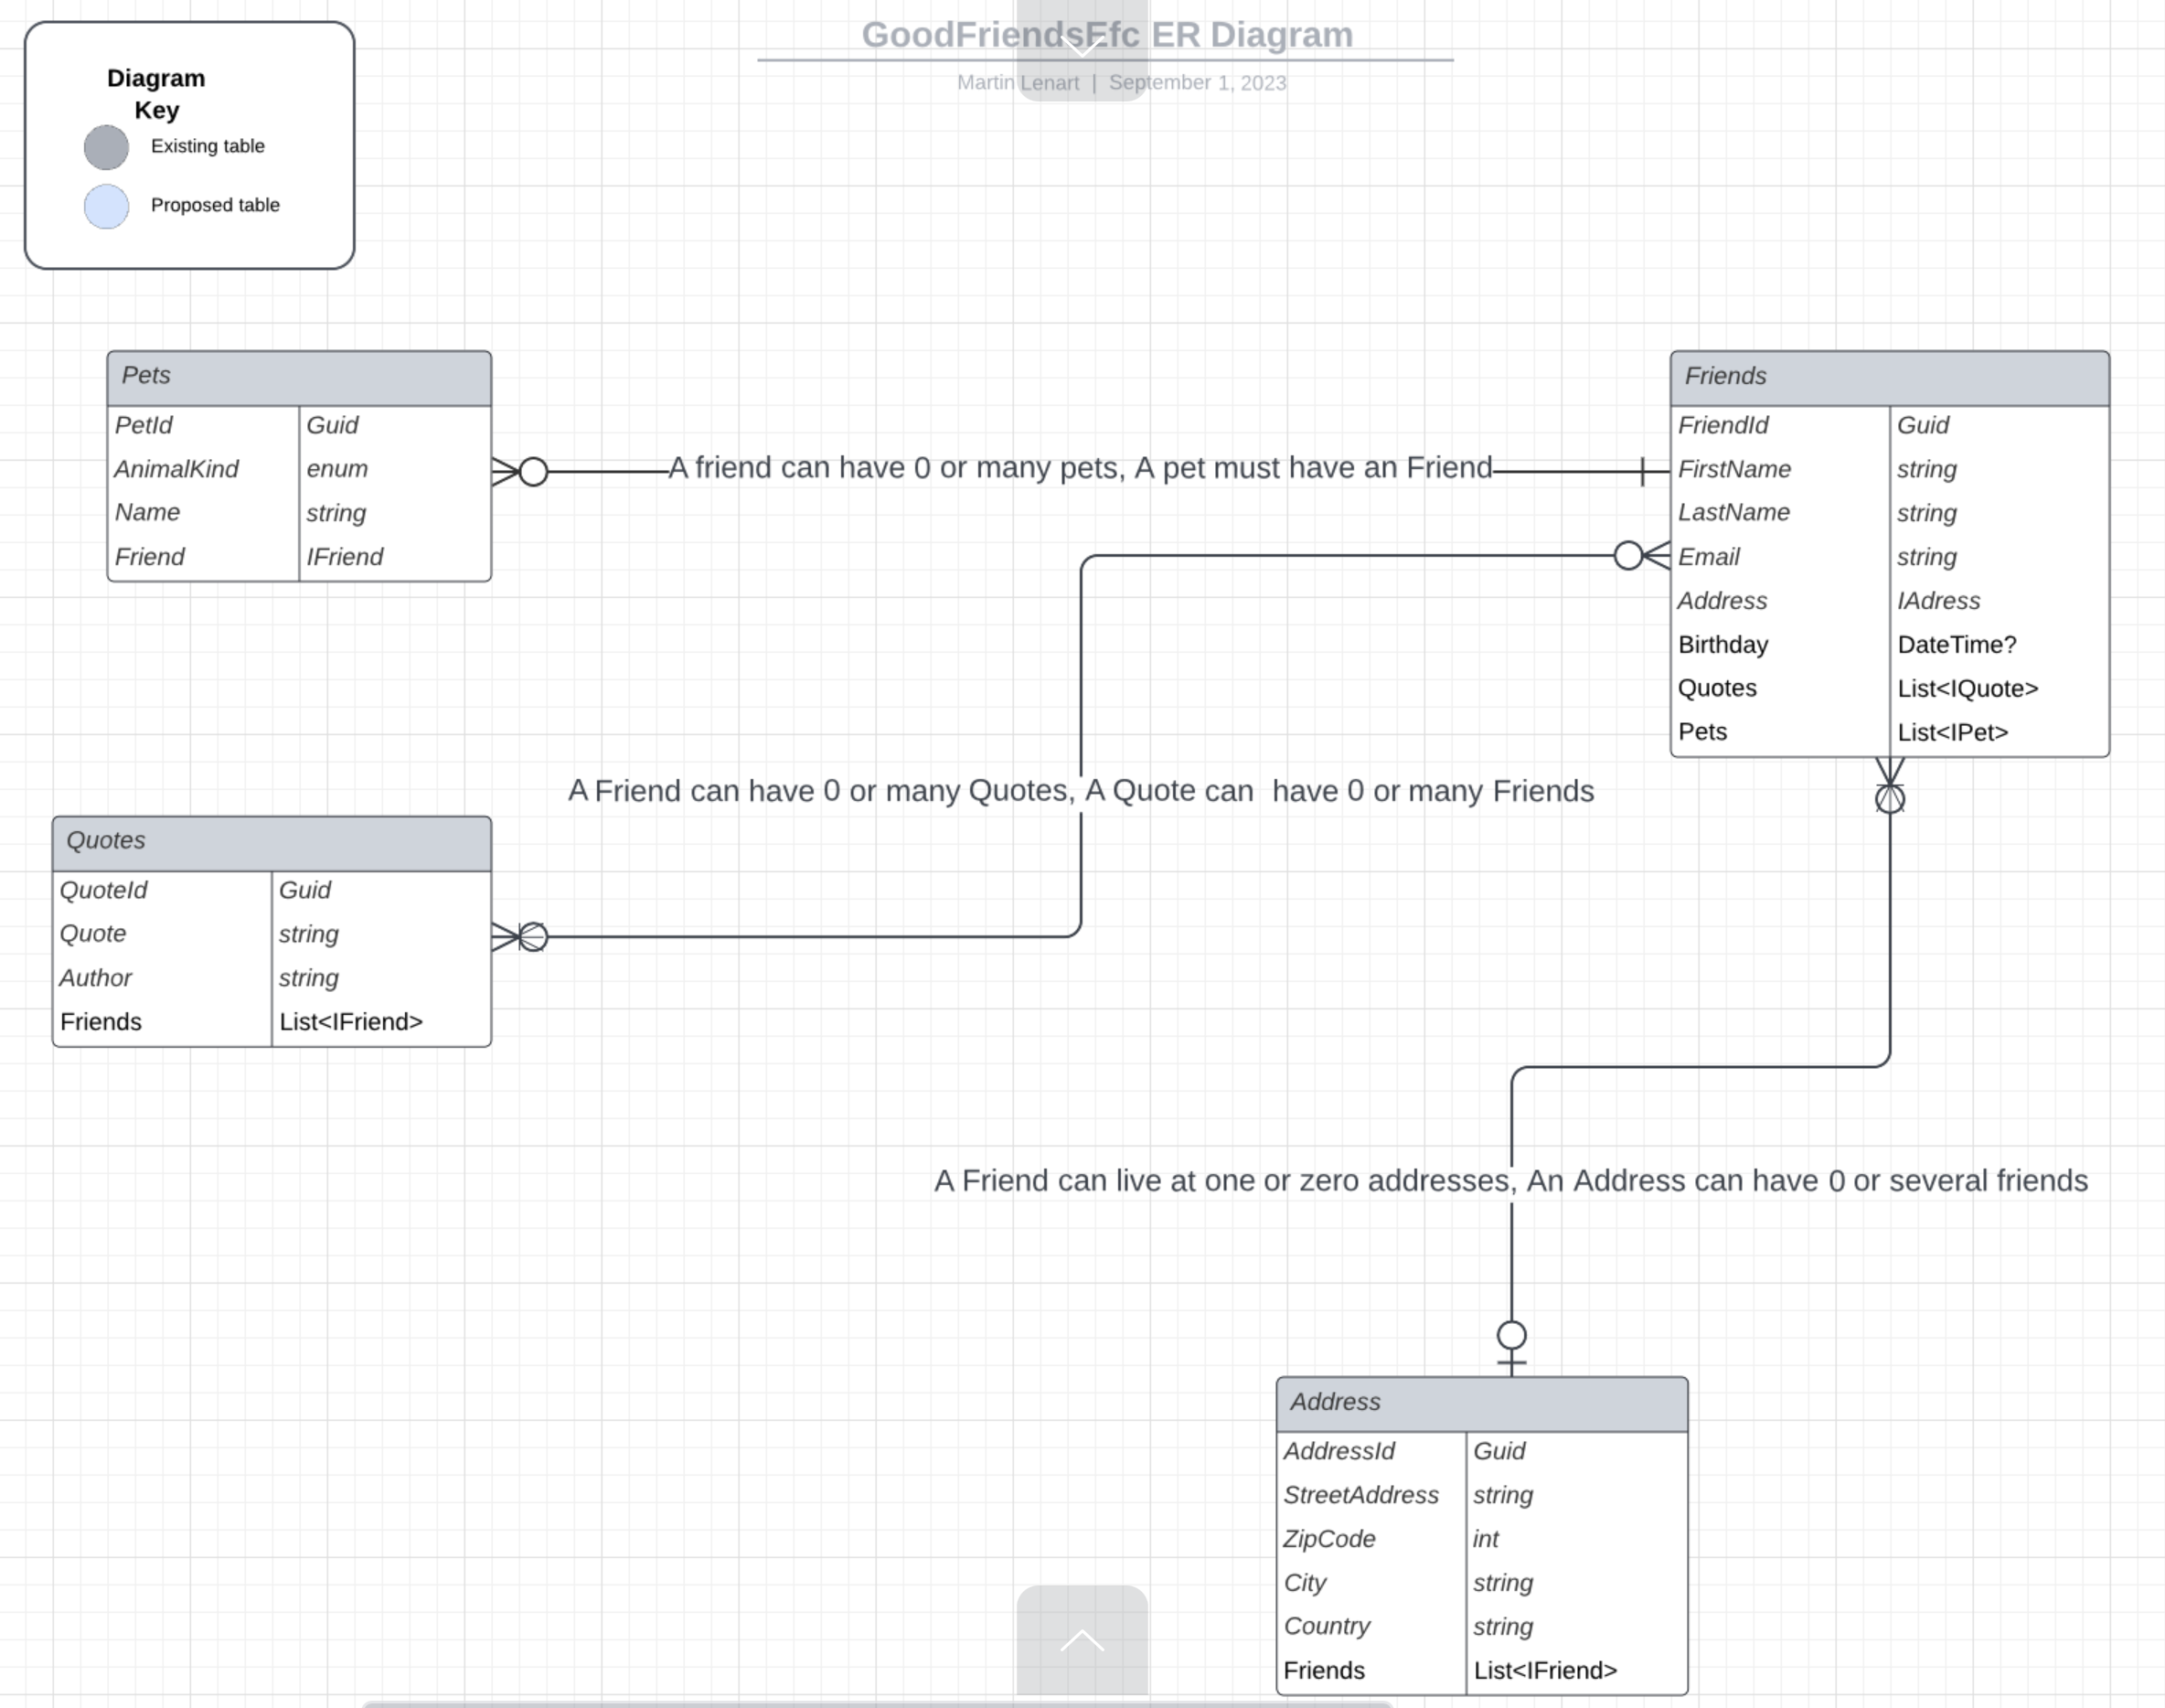 GoodFriendsEfc ER Diagram
Martin Lenart | September 1, 2023
Diagram
Key
Existing table
Proposed table
Pets
PetId Guid
AnimalKind enum
Name string
Friend IFriend
A friend can have 0 or many pets, A pet must have an Friend
Friends
FriendId Guid
FirstName string
LastName string
Email string
Address IAdress
Birthday DateTime?
Quotes List<IQuote>
Pets List<IPet>
A Friend can have 0 or many Quotes, A Quote can have 0 or many Friends
Quotes
QuoteId Guid
Quote string
Author string
Friends List<IFriend>
A Friend can live at one or zero addresses, An Address can have 0 or several friends
Address
AddressId Guid
StreetAddress string
ZipCode int
City string
Country string
Friends List<IFriend>